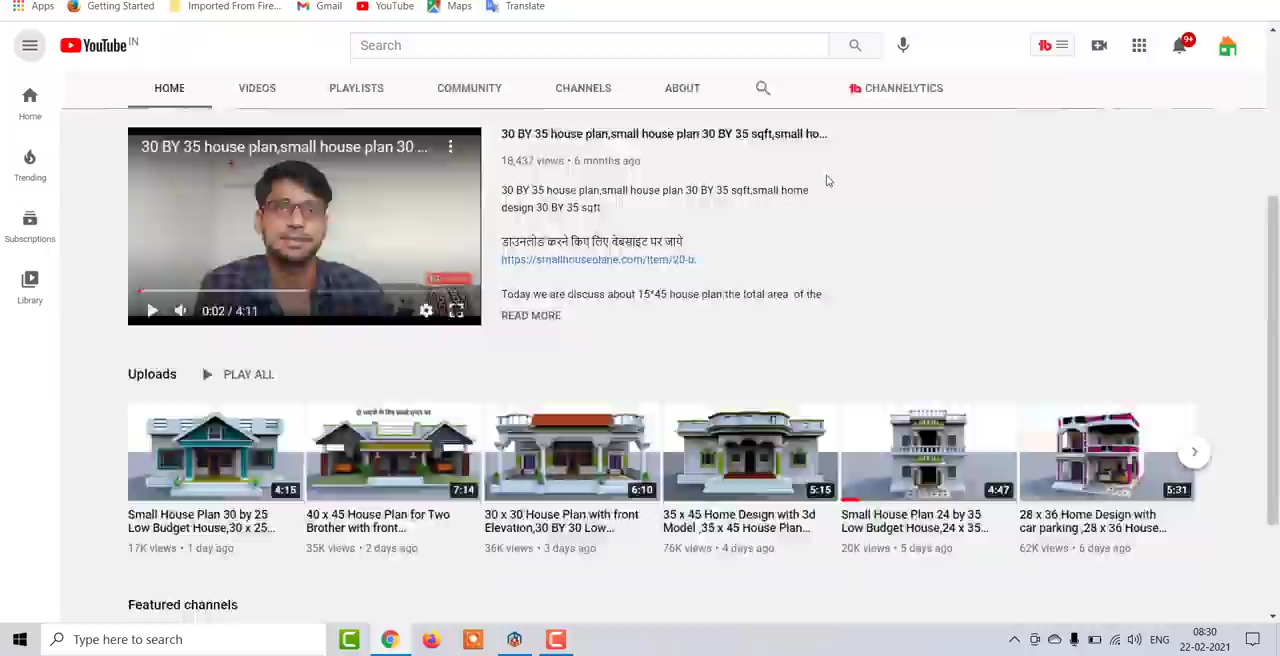 Apps Getting Started Imported From Fire... Gmail YouTube Maps Translate
YouTube IN
Search
9+
HOME VIDEOS PLAYLISTS COMMUNITY CHANNELS ABOUT CHANNELYTICS
Home
Trending
Subscriptions
Library
30 BY 35 house plan,small house plan 30 ...
0:02 / 4:11
30 BY 35 house plan,small house plan 30 BY 35 sqft,small ho...
18,437 views • 6 months ago
30 BY 35 house plan,small house plan 30 BY 35 sqft,small home
design 30 BY 35 sqft
डाउनलोड करने किए लिए वेबसाइट पर जाये
https://smallhouseplane.com/item/20-b.
Today we are discuss about 15*45 house plan the total area of the
READ MORE
Uploads PLAY ALL
4:15
7:14
6:10
5:15
4:47
5:31
Small House Plan 30 by 25
Low Budget House,30 x 25...
17K views • 1 day ago
40 x 45 House Plan for Two
Brother with front...
35K views • 2 days ago
30 x 30 House Plan with front
Elevation,30 BY 30 Low...
36K views • 3 days ago
35 x 45 Home Design with 3d
Model ,35 x 45 House Plan...
76K views • 4 days ago
Small House Plan 24 by 35
Low Budget House,24 x 35...
20K views • 5 days ago
28 x 36 Home Design with
car parking ,28 x 36 House...
62K views • 6 days ago
Featured channels
Type here to search
ENG
08:30
22-02-2021